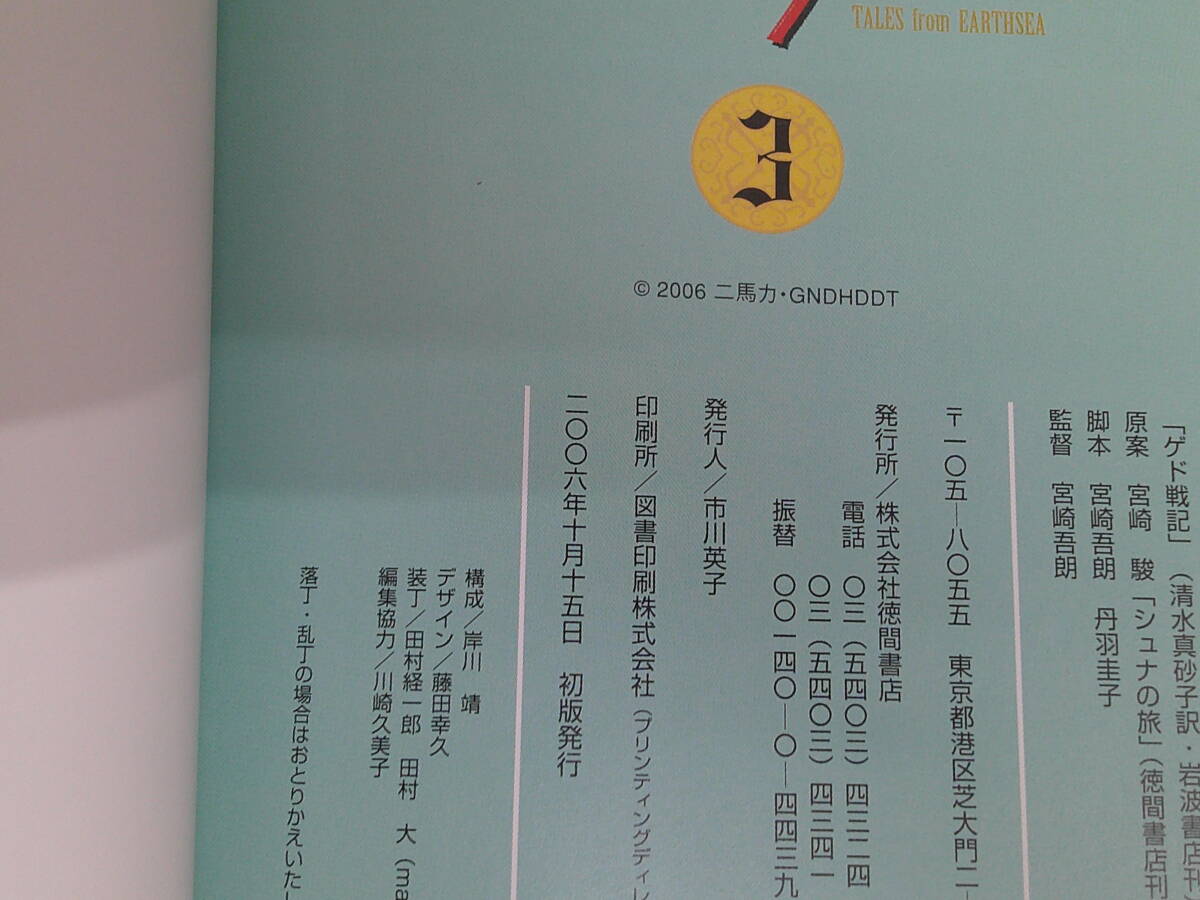 TALES from EARTHSEA
3
© 2006 二馬力・GNDHDDT
「ゲド戦記」（清水真砂子訳・岩波書店刊
原案　宮崎　駿「シュナの旅」（徳間書店刊
脚本　宮崎吾朗　丹羽圭子
監督　宮崎吾朗
〒一〇五―八〇五五　東京都港区芝大門二―
発行所／株式会社徳間書店
電話　〇三（五四〇三）四三二四
〇三（五四〇三）四三四一
振替　〇〇一四〇―〇―四四三九
発行人／市川英子
印刷所／図書印刷株式会社（プリンティングディレ
二〇〇六年十月十五日　初版発行
構成／岸川　靖
デザイン／藤田幸久
装丁／田村経一郎　田村　大（ma
編集協力／川崎久美子
落丁・乱丁の場合はおとりかえいたし